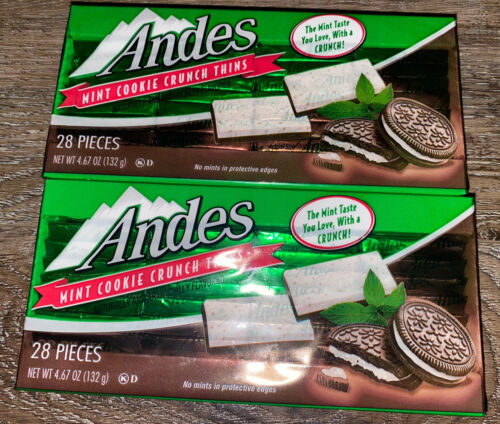 Andes
MINT COOKIE CRUNCH THINS
The Mint Taste
You Love, With a
CRUNCH!
28 PIECES
NET WT 4.67 OZ (132 g)
K D
No mints in protective edges
Andes
MINT COOKIE CRUNCH THINS
The Mint Taste
You Love, With a
CRUNCH!
28 PIECES
NET WT 4.67 OZ (132 g)
K D
No mints in protective edges